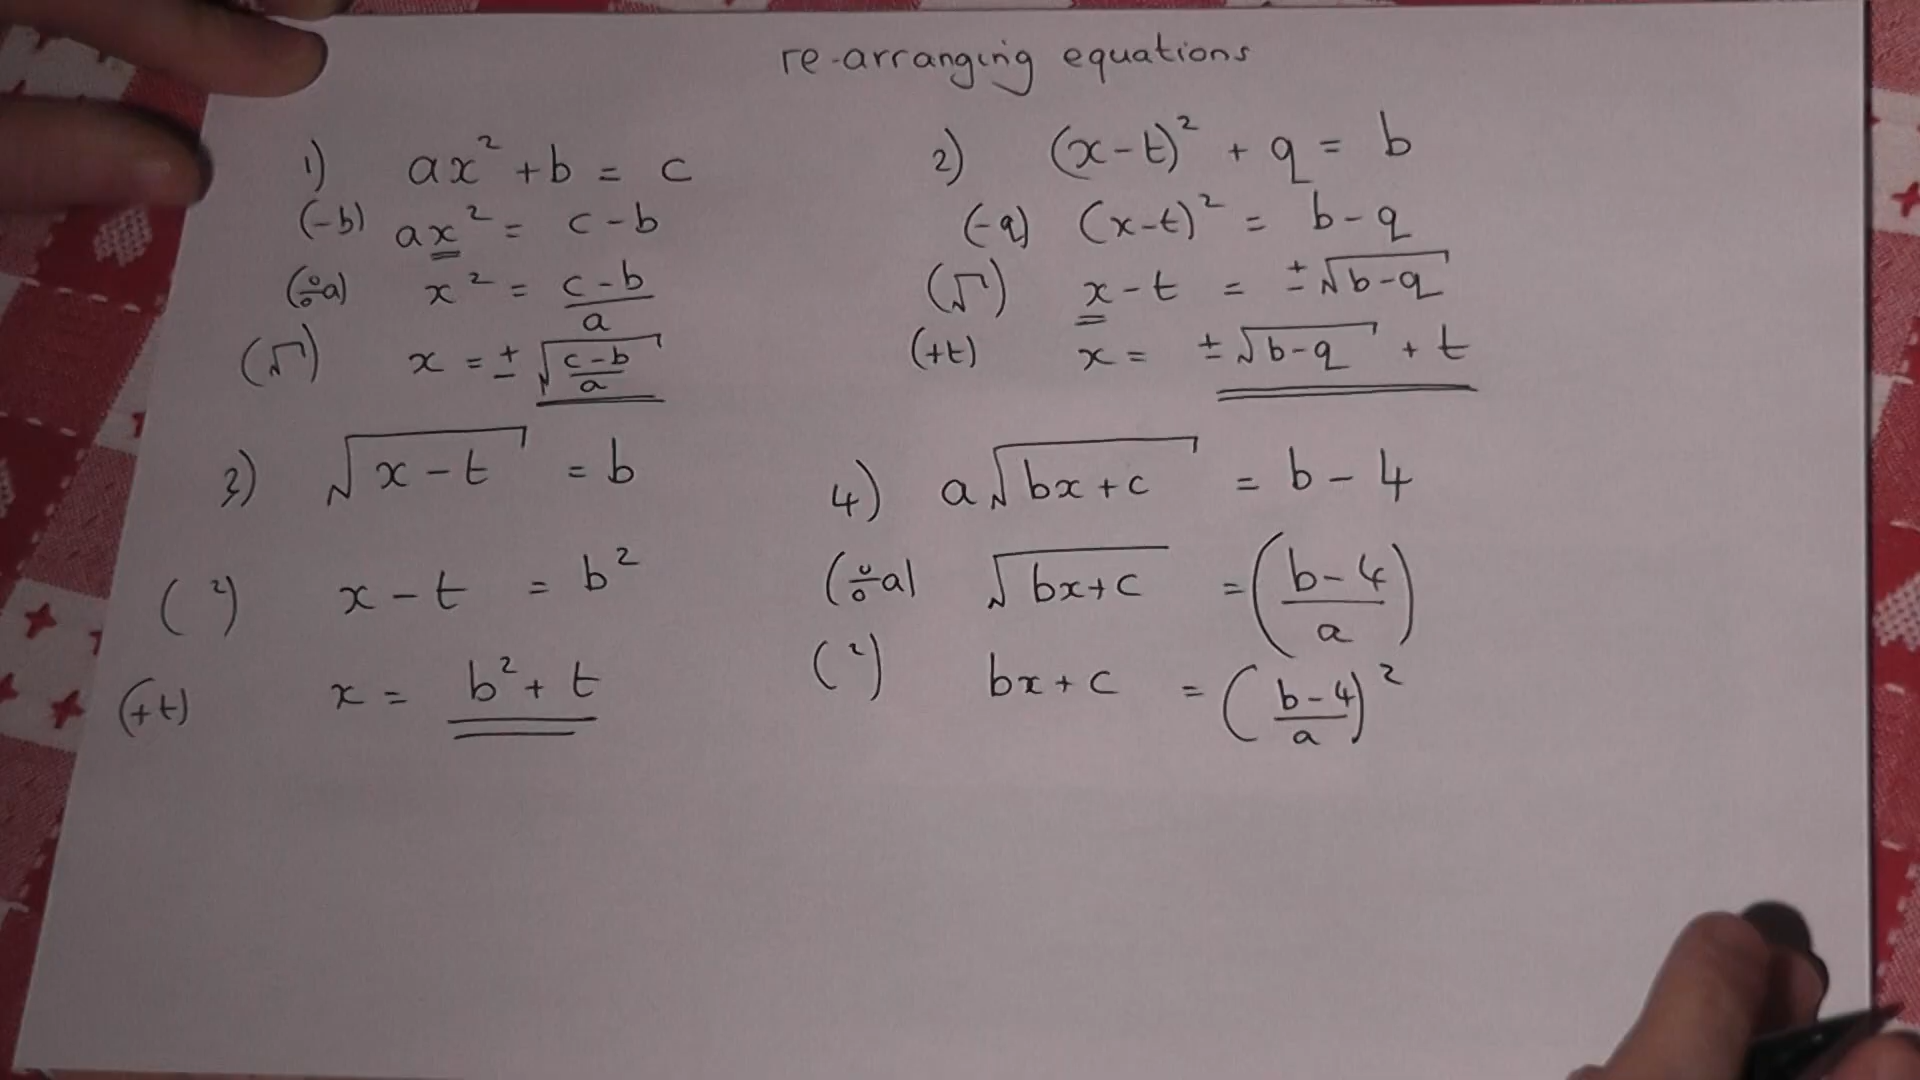 re-arranging equations
1) ax² + b = c
(-b) ax² = c - b
(÷a) x² = (c - b)/a
(√) x = ± √((c - b)/a)
2) (x - t)² + q = b
(-q) (x - t)² = b - q
(√) x - t = ± √(b - q)
(+t) x = ± √(b - q) + t
3) √(x - t) = b
(²) x - t = b²
(+t) x = b² + t
4) a√(bx + c) = b - 4
(÷a) √(bx + c) = ((b - 4)/a)
(²) bx + c = ((b - 4)/a)²